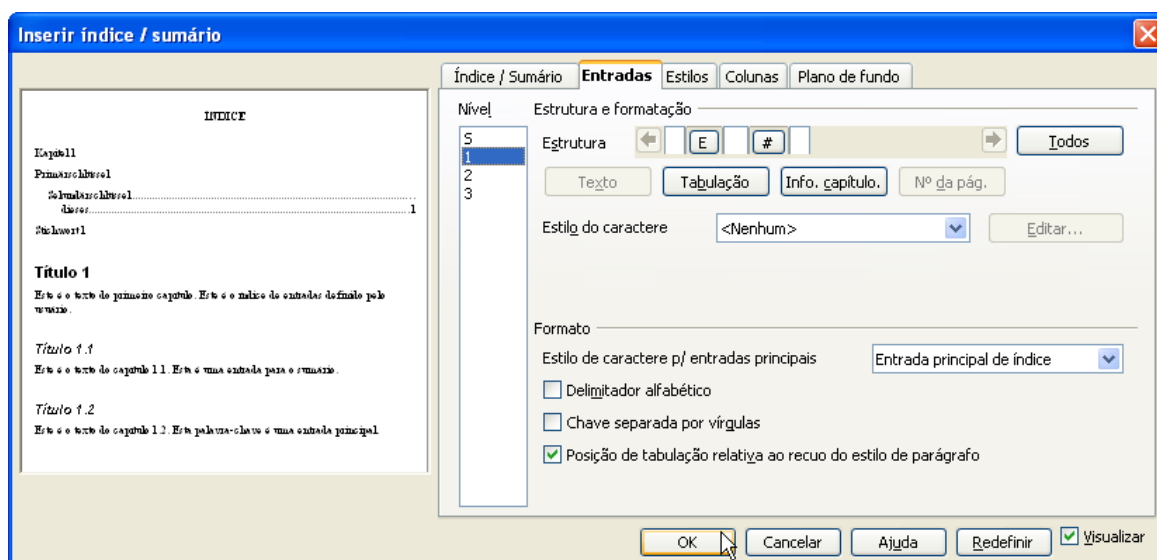 Inserir índice / sumário
Índice / Sumário Entradas Estilos Colunas Plano de fundo
INDICE
Kapitel1
Primärschlüssel
Sekundärschlüssel
dieses 1
Stichwort1
Título 1
Este é o texto do primeiro capítulo. Este é o índice de entradas definido pelo
usuário.
Título 1.1
Este é o texto do capítulo 1.1. Esta é uma entrada para o sumário.
Título 1.2
Este é o texto do capítulo 1.2. Esta palavra-chave é uma entrada principal.
Nível
S
1
2
3
Estrutura e formatação
Estrutura E # Todos
Texto Tabulação Info. capítulo. Nº da pág.
Estilo do caractere <Nenhum> Editar...
Formato
Estilo de caractere p/ entradas principais Entrada principal de índice
Delimitador alfabético
Chave separada por vírgulas
Posição de tabulação relativa ao recuo do estilo de parágrafo
OK Cancelar Ajuda Redefinir Visualizar